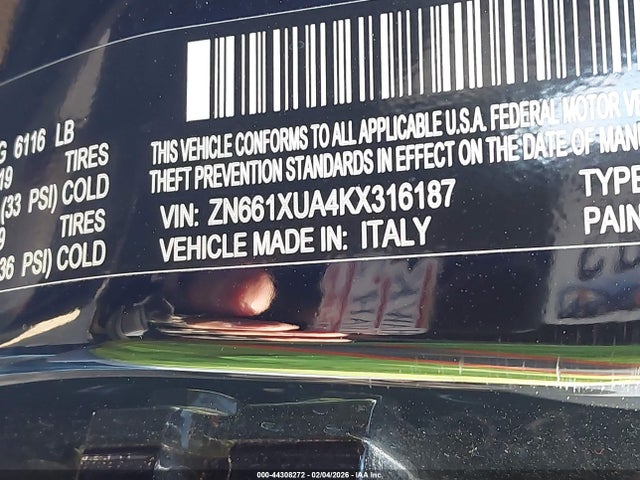 G 6116 LB
19 TIRES
(33 PSI) COLD
9 TIRES
(36 PSI) COLD
THIS VEHICLE CONFORMS TO ALL APPLICABLE U.S.A. FEDERAL MOTOR VE
THEFT PREVENTION STANDARDS IN EFFECT ON THE DATE OF MAN
VIN: ZN661XUA4KX316187 TYPE
VEHICLE MADE IN: ITALY PAIN
000-44308272 - 02/04/2026 - IAA Inc.